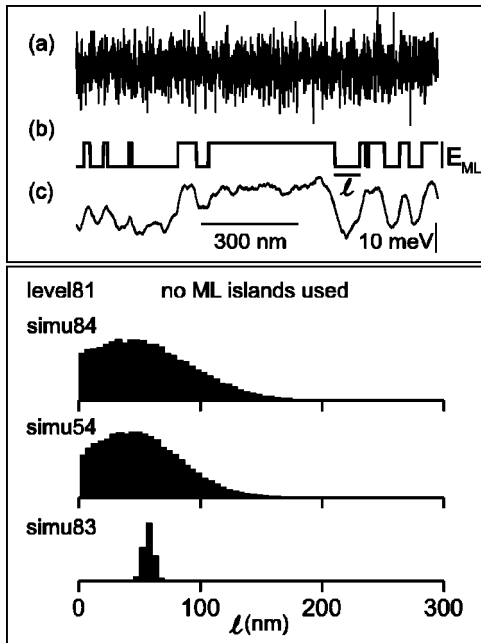 (a)
(b)
E_ML
(c)
ℓ
300 nm
10 meV
level81 no ML islands used
simu84
simu54
simu83
0 100 200 300
ℓ(nm)